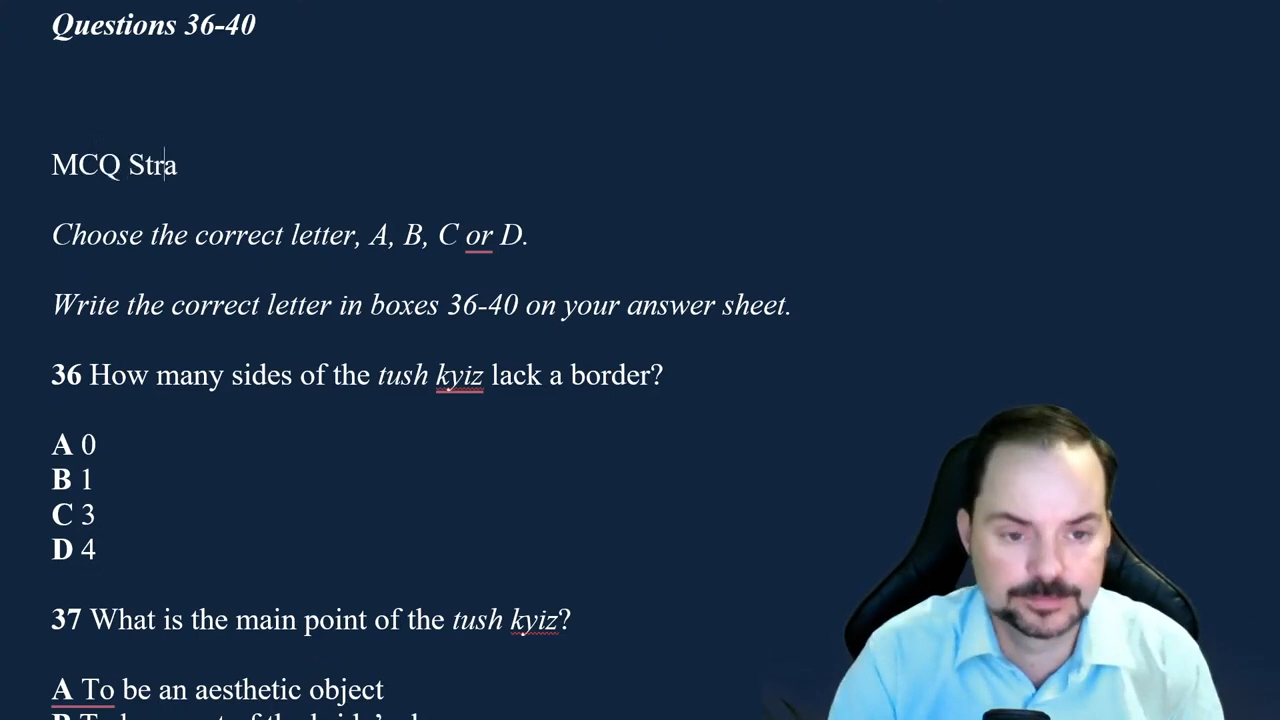 Questions 36-40
MCQ Stra
Choose the correct letter, A, B, C or D.
Write the correct letter in boxes 36-40 on your answer sheet.
36 How many sides of the tush kyiz lack a border?
A 0
B 1
C 3
D 4
37 What is the main point of the tush kyiz?
A To be an aesthetic object